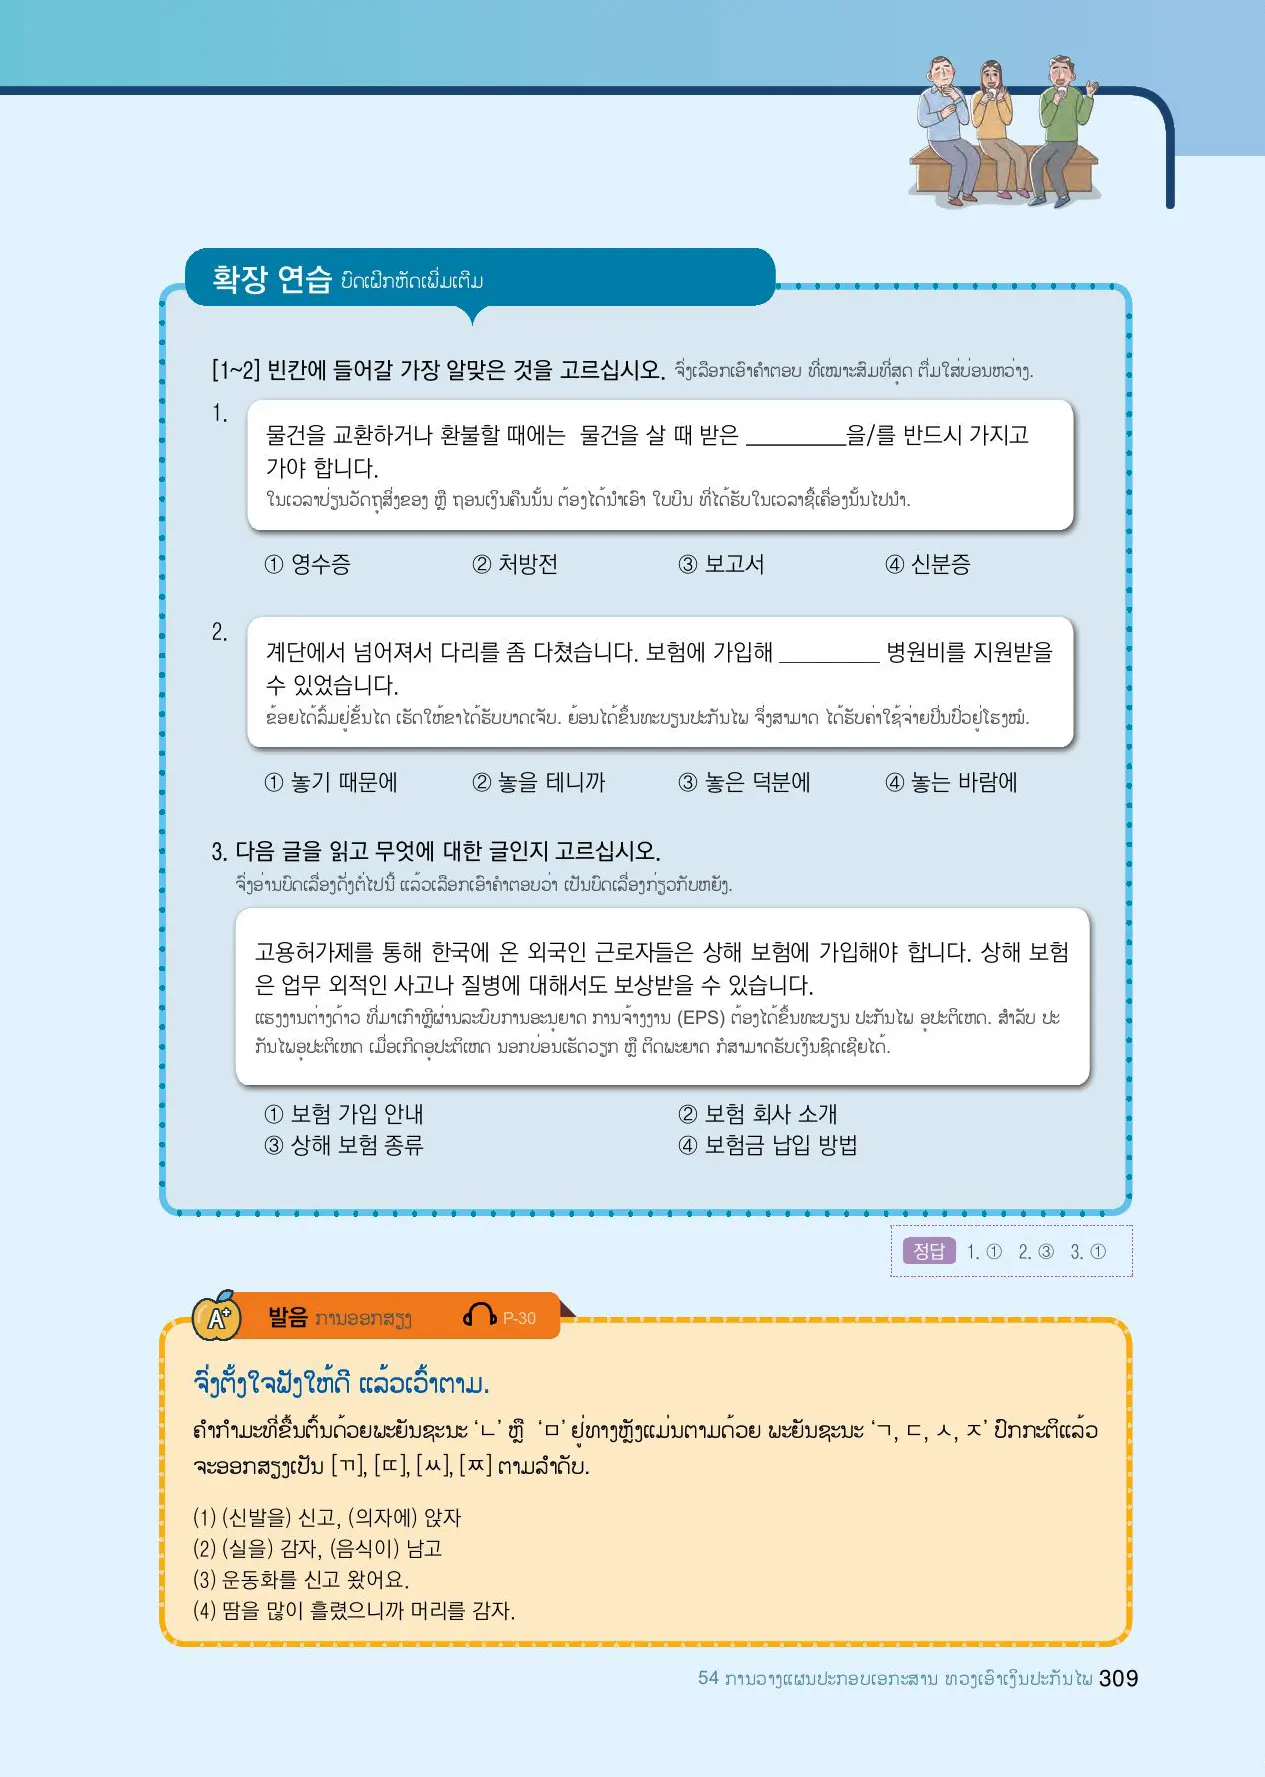 확장 연습 ບົດເຝິກຫັດເພີ່ມເຕີມ
[1~2] 빈칸에 들어갈 가장 알맞은 것을 고르십시오. ຈົ່ງເລືອກເອົາຄຳຕອບ ທີ່ເໝາະສົມທີ່ສຸດ ຕື່ມໃສ່ບ່ອນຫວ່າງ.
1.
물건을 교환하거나 환불할 때에는 물건을 살 때 받은 _________을/를 반드시 가지고
가야 합니다.
ໃນເວລາປ່ຽນວັດຖຸສິ່ງຂອງ ຫຼື ຖອນເງິນຄືນນັ້ນ ຕ້ອງໄດ້ນຳເອົາ ໃບບິນ ທີ່ໄດ້ຮັບໃນເວລາຊື້ເຄື່ອງນັ້ນໄປນຳ.
① 영수증 ② 처방전 ③ 보고서 ④ 신분증
2.
계단에서 넘어져서 다리를 좀 다쳤습니다. 보험에 가입해 _________ 병원비를 지원받을
수 있었습니다.
ຂ້ອຍໄດ້ລົ້ມຢູ່ຂັ້ນໄດ ເຮັດໃຫ້ຂາໄດ້ຮັບບາດເຈັບ. ຍ້ອນໄດ້ຂຶ້ນທະບຽນປະກັນໄພ ຈຶ່ງສາມາດ ໄດ້ຮັບຄ່າໃຊ້ຈ່າຍປິ່ນປົວຢູ່ໂຮງໝໍ.
① 놓기 때문에 ② 놓을 테니까 ③ 놓은 덕분에 ④ 놓는 바람에
3. 다음 글을 읽고 무엇에 대한 글인지 고르십시오.
ຈົ່ງອ່ານບົດເລື່ອງດັ່ງຕໍ່ໄປນີ້ ແລ້ວເລືອກເອົາຄຳຕອບວ່າ ເປັນບົດເລື່ອງກ່ຽວກັບຫຍັງ.
고용허가제를 통해 한국에 온 외국인 근로자들은 상해 보험에 가입해야 합니다. 상해 보험
은 업무 외적인 사고나 질병에 대해서도 보상받을 수 있습니다.
ແຮງງານຕ່າງດ້າວ ທີ່ມາເກົາຫຼີຜ່ານລະບົບການອະນຸຍາດ ການຈ້າງງານ (EPS) ຕ້ອງໄດ້ຂຶ້ນທະບຽນ ປະກັນໄພ ອຸປະຕິເຫດ. ສຳລັບ ປະ
ກັນໄພອຸປະຕິເຫດ ເມື່ອເກີດອຸປະຕິເຫດ ນອກບ່ອນເຮັດວຽກ ຫຼື ຕິດພະຍາດ ກໍສາມາດຮັບເງິນຊົດເຊີຍໄດ້.
① 보험 가입 안내 ② 보험 회사 소개
③ 상해 보험 종류 ④ 보험금 납입 방법
정답 1. ① 2. ③ 3. ①
A+ 발음 ການອອກສຽງ P-30
ຈົ່ງຕັ້ງໃຈຟັງໃຫ້ດີ ແລ້ວເວົ້າຕາມ.
ຄຳກຳມະທີ່ຂື້ນຕົ້ນດ້ວຍພະຍັນຊະນະ ‘ㄴ’ ຫຼື ‘ㅁ’ ຢູ່ທາງຫຼັງແມ່ນຕາມດ້ວຍ ພະຍັນຊະນະ ‘ㄱ, ㄷ, ㅅ, ㅈ’ ປົກກະຕິແລ້ວ
ຈະອອກສຽງເປັນ [ㄲ], [ㄸ], [ㅆ], [ㅉ] ຕາມລຳດັບ.
(1) (신발을) 신고, (의자에) 앉자
(2) (실을) 감자, (음식이) 남고
(3) 운동화를 신고 왔어요.
(4) 땀을 많이 흘렸으니까 머리를 감자.
54 ການວາງແຜນປະກອບເອກະສານ ທວງເອົາເງິນປະກັນໄພ 309